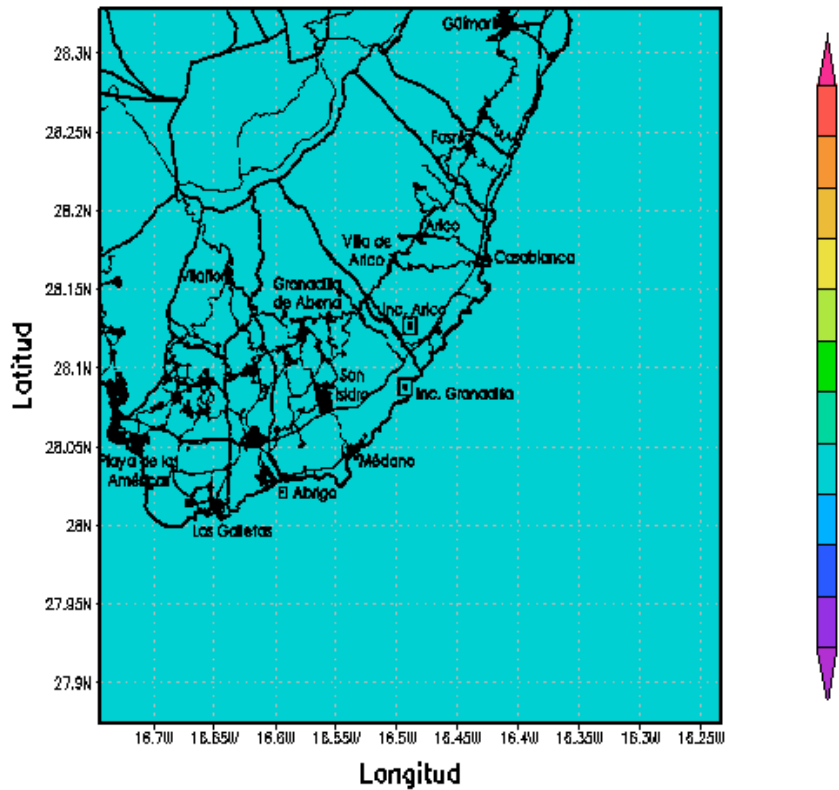 Güimar
28.3N
28.25N
Fasnia
28.2N
Arico
Villa de
Arico
Casablanca
Vilaflor
Granadilla
de Abona
28.15N
Inc. Arico
28.1N
San
Isidro
Inc. Granadilla
28.05N
Playa de las
Américas
Médano
El Abrigo
28N
Las Galletas
27.95N
27.9N
16.7W 16.65W 16.6W 16.55W 16.5W 16.45W 16.4W 16.35W 16.3W 16.25W
Latitud
Longitud